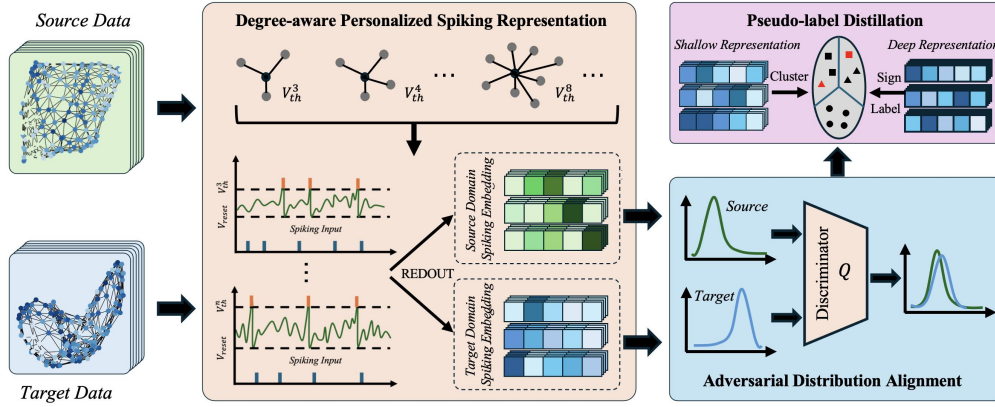 Source Data
Target Data
Degree-aware Personalized Spiking Representation
V_th^3
V_th^4
...
V_th^8
...
V_th^3
V_reset
Spiking Input
V_th^n
V_reset
Spiking Input
REDOUT
Source Domain
Spiking Embedding
Target Domain
Spiking Embedding
Pseudo-label Distillation
Shallow Representation
Deep Representation
Cluster
Sign
Label
Source
Target
Discriminator
Q
Adversarial Distribution Alignment